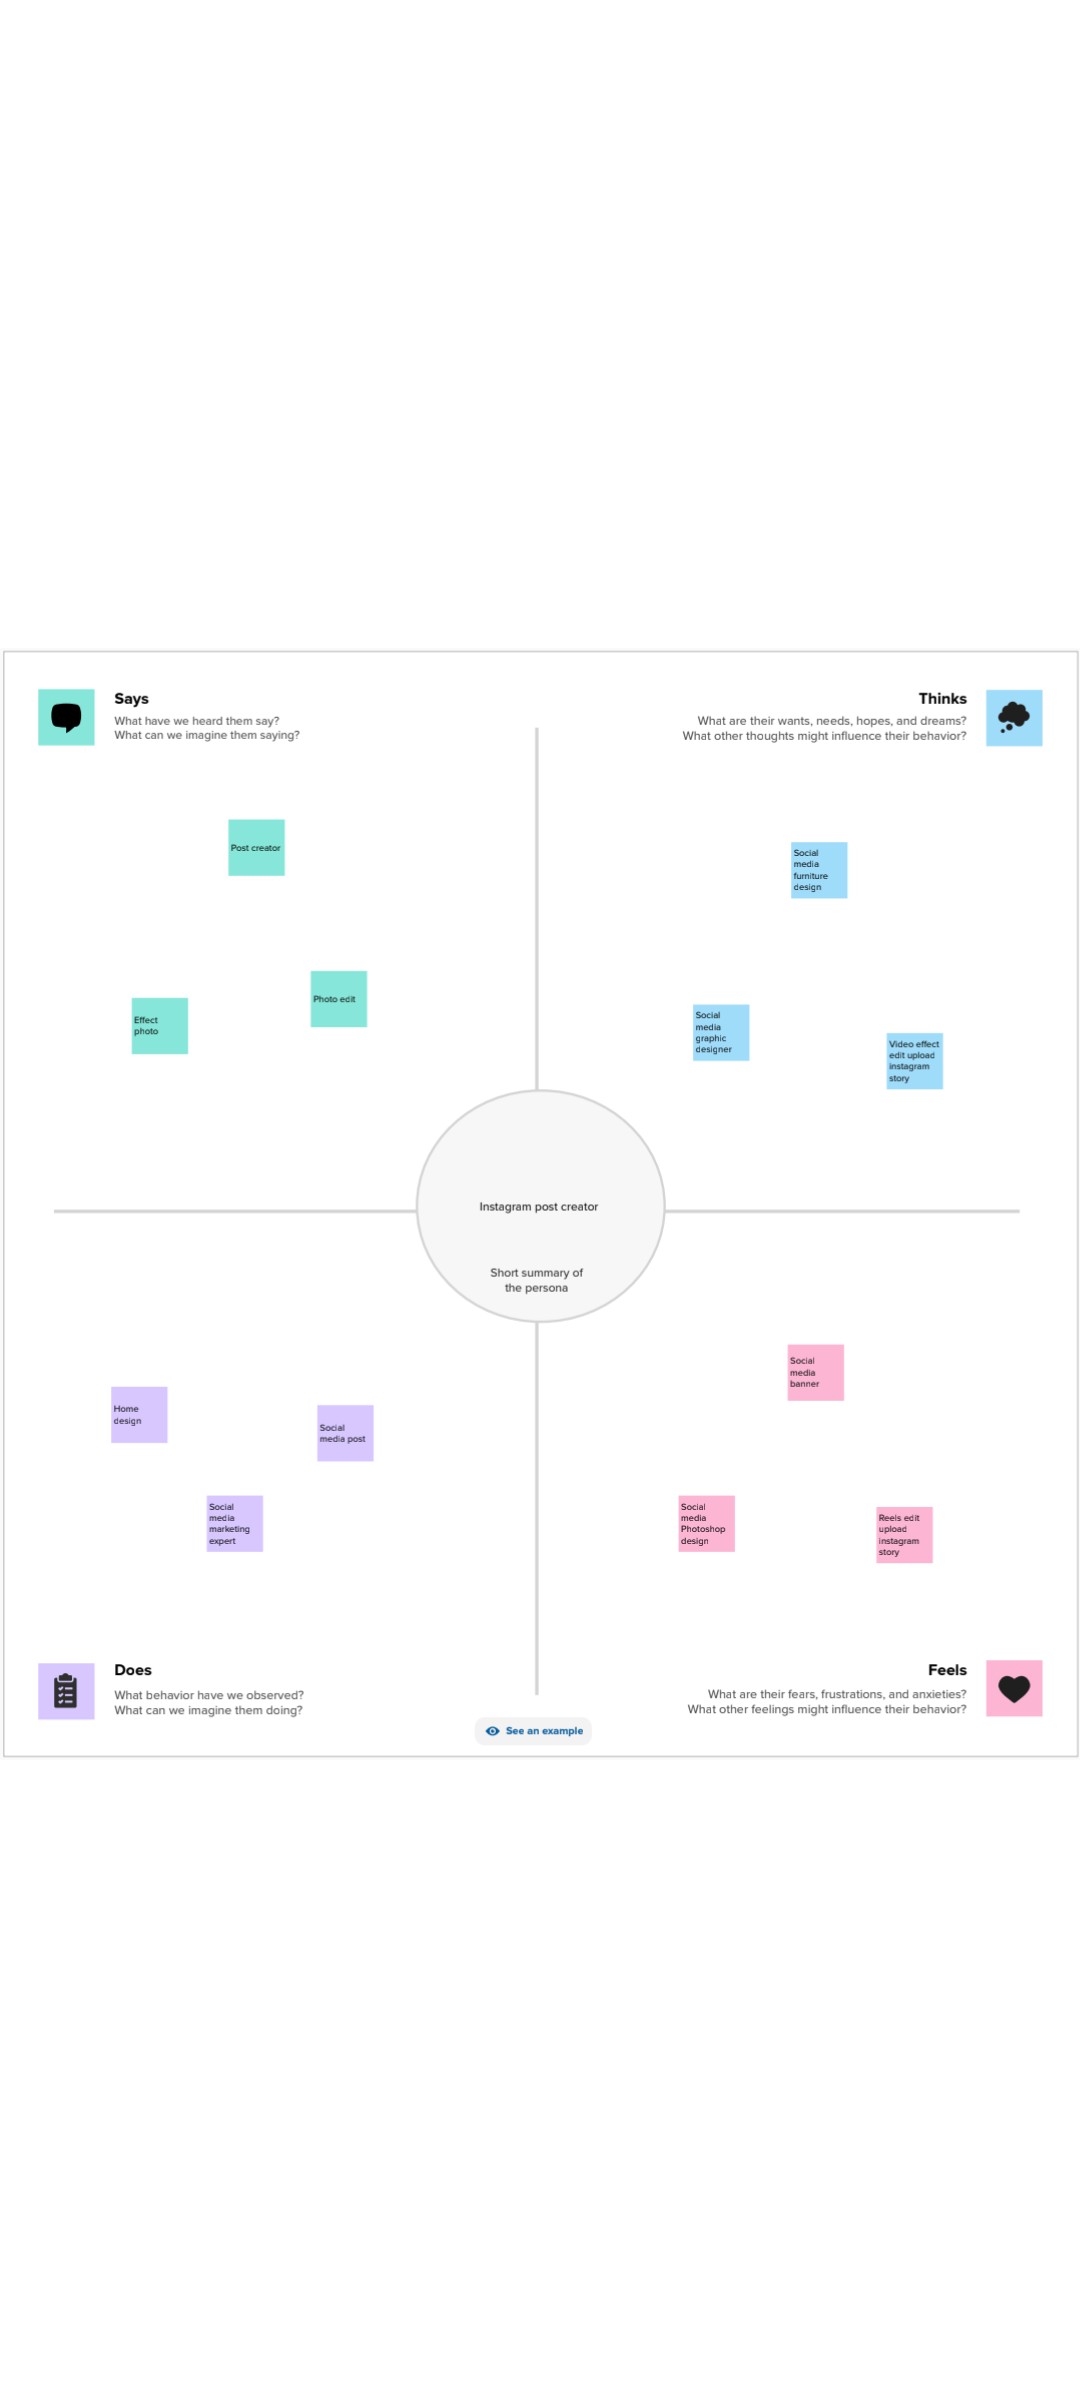 Says
What have we heard them say?
What can we imagine them saying?
Thinks
What are their wants, needs, hopes, and dreams?
What other thoughts might influence their behavior?
Post creator
Photo edit
Effect
photo
Social
media
furniture
design
Social
media
graphic
designer
Video effect
edit upload
instagram
story
Instagram post creator
Short summary of
the persona
Home
design
Social
media post
Social
media
marketing
expert
Social
media
banner
Social
media
Photoshop
design
Reels edit
upload
instagram
story
Does
What behavior have we observed?
What can we imagine them doing?
Feels
What are their fears, frustrations, and anxieties?
What other feelings might influence their behavior?
See an example